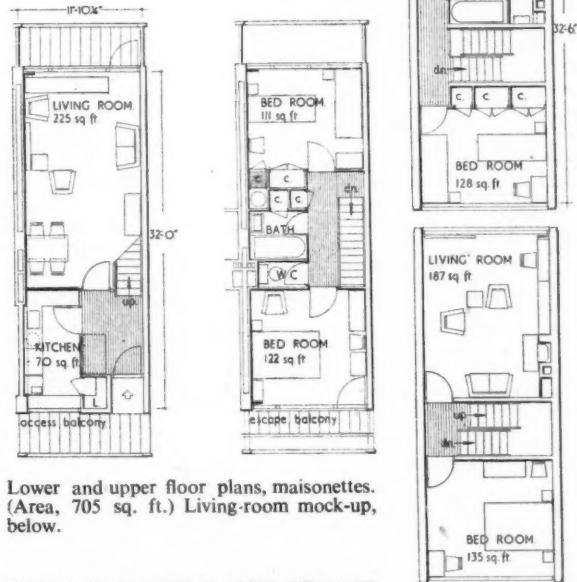 11'-10¼"
LIVING ROOM.
225 sq ft
32'-0"
up.
KITCHEN
70 sq ft
L
access balcony
BED ROOM
111 sq ft
C.
C.
C.
C.
dn.
BATH
W C
BED ROOM
122 sq ft
escape balcony
32'-6"
dn.
C.
C.
C.
BED ROOM
128 sq. ft.
LIVING ROOM
187 sq ft
up
dn.
BED ROOM
135 sq. ft.
Lower and upper floor plans, maisonettes.
(Area, 705 sq. ft.) Living-room mock-up,
below.